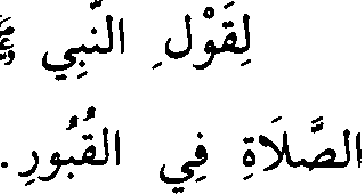 لِقَوْلِ النَّبِي
الصَّلَاةِ فِي القُبُورِ.